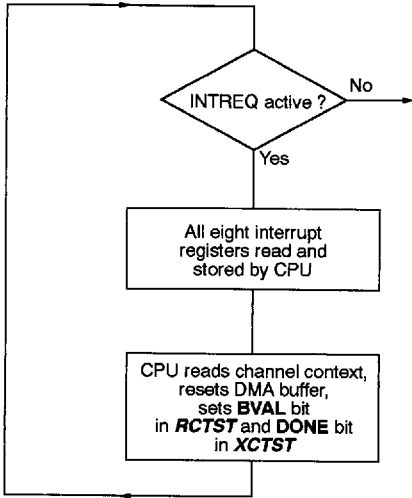 INTREQ active ?
No
Yes
All eight interrupt
registers read and
stored by CPU
CPU reads channel context,
resets DMA buffer,
sets BVAL bit
in RCTST and DONE bit
in XCTST